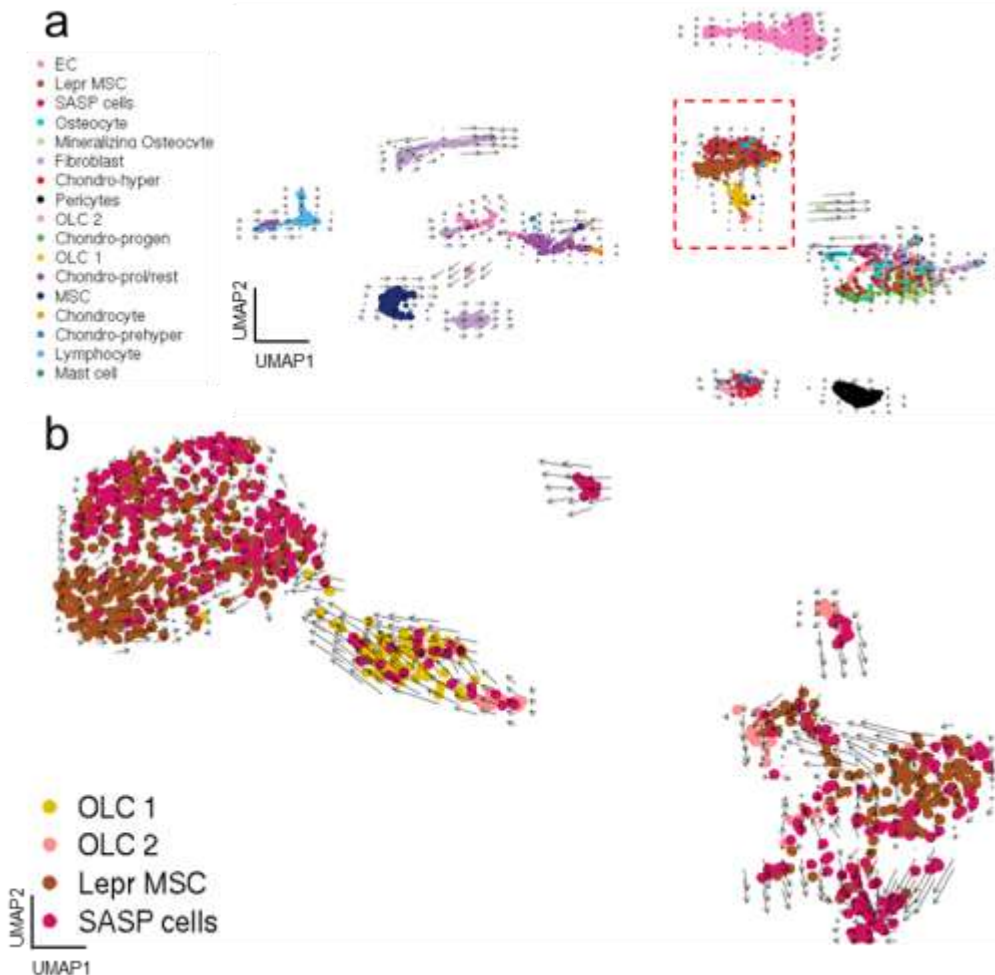 a
EC
Lepr MSC
SASP cells
Osteocyte
Mineralizing Osteocyte
Fibroblast
Chondro-hyper
Pericytes
OLC 2
Chondro-progen
OLC 1
Chondro-prol/rest
MSC
Chondrocyte
Chondro-prehyper
Lymphocyte
Mast cell
UMAP2
UMAP1
b
OLC 1
OLC 2
Lepr MSC
SASP cells
UMAP2
UMAP1